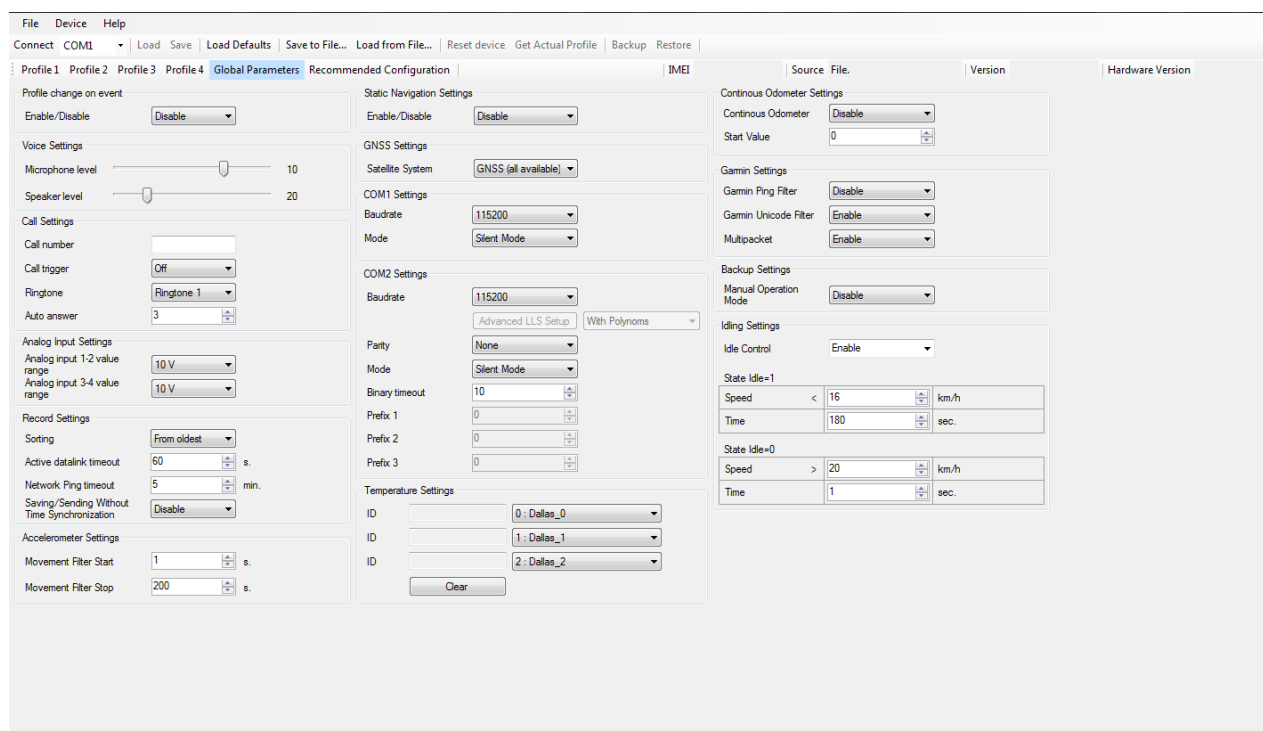 File Device Help
Connect COM1 Load Save Load Defaults Save to File... Load from File... Reset device Get Actual Profile Backup Restore
Profile 1 Profile 2 Profile 3 Profile 4 Global Parameters Recommended Configuration IMEI Source File. Version Hardware Version
Profile change on event
Enable/Disable Disable
Voice Settings
Microphone level 10
Speaker level 20
Call Settings
Call number
Call trigger Off
Ringtone Ringtone 1
Auto answer 3
Analog Input Settings
Analog input 1-2 value
range 10 V
Analog input 3-4 value
range 10 V
Record Settings
Sorting From oldest
Active datalink timeout 60 s.
Network Ping timeout 5 min.
Saving/Sending Without
Time Synchronization Disable
Accelerometer Settings
Movement Filter Start 1 s.
Movement Filter Stop 200 s.
Static Navigation Settings
Enable/Disable Disable
GNSS Settings
Satellite System GNSS (all available)
COM1 Settings
Baudrate 115200
Mode Silent Mode
COM2 Settings
Baudrate 115200
Advanced LLS Setup With Polynoms
Parity None
Mode Silent Mode
Binary timeout 10
Prefix 1 0
Prefix 2 0
Prefix 3 0
Temperature Settings
ID 0 : Dallas_0
ID 1 : Dallas_1
ID 2 : Dallas_2
Clear
Continous Odometer Settings
Continous Odometer Disable
Start Value 0
Garmin Settings
Garmin Ping Filter Disable
Garmin Unicode Filter Enable
Multipacket Enable
Backup Settings
Manual Operation
Mode Disable
Idling Settings
Idle Control Enable
State Idle=1
Speed < 16 km/h
Time 180 sec.
State Idle=0
Speed > 20 km/h
Time 1 sec.